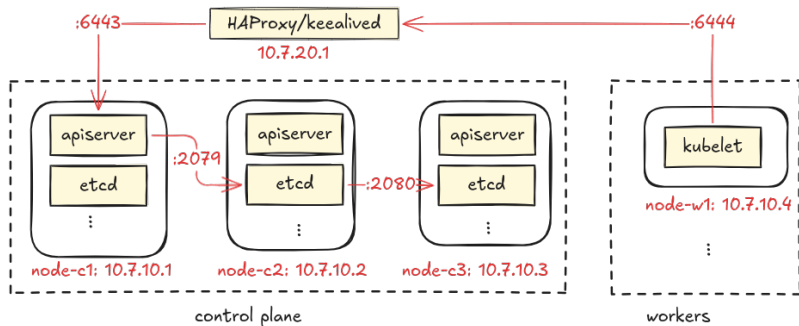 :6443
HAProxy/keealived
:6444
10.7.20.1
apiserver
apiserver
apiserver
kubelet
:2079
etcd
etcd
:2080
etcd
⋮
⋮
⋮
node-w1: 10.7.10.4
node-c1: 10.7.10.1
node-c2: 10.7.10.2
node-c3: 10.7.10.3
⋮
control plane
workers